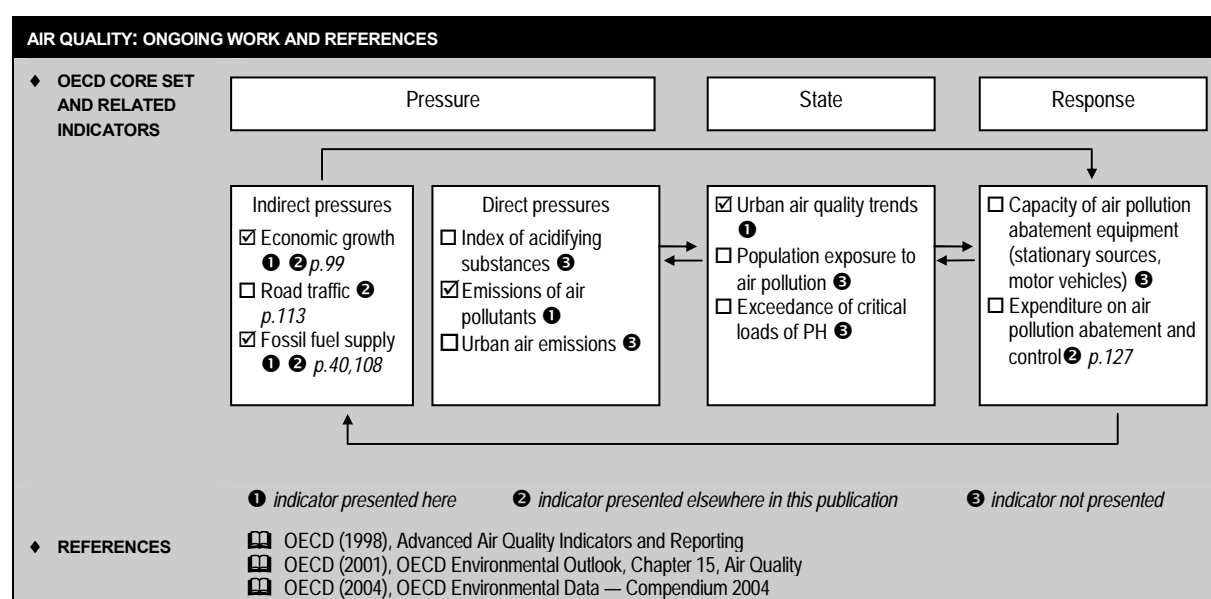 AIR QUALITY: ONGOING WORK AND REFERENCES
♦ OECD CORE SET
AND RELATED
INDICATORS
Pressure
State
Response
Indirect pressures
☑ Economic growth
❶ ❷ p.99
☐ Road traffic ❷
p.113
☑ Fossil fuel supply
❶ ❷ p.40,108
Direct pressures
☐ Index of acidifying
substances ❸
☑ Emissions of air
pollutants ❶
☐ Urban air emissions ❸
☑ Urban air quality trends
❶
☐ Population exposure to
air pollution ❸
☐ Exceedance of critical
loads of PH ❸
☐ Capacity of air pollution
abatement equipment
(stationary sources,
motor vehicles) ❸
☐ Expenditure on air
pollution abatement and
control❷ p.127
❶ indicator presented here ❷ indicator presented elsewhere in this publication ❸ indicator not presented
♦ REFERENCES
OECD (1998), Advanced Air Quality Indicators and Reporting
OECD (2001), OECD Environmental Outlook, Chapter 15, Air Quality
OECD (2004), OECD Environmental Data — Compendium 2004